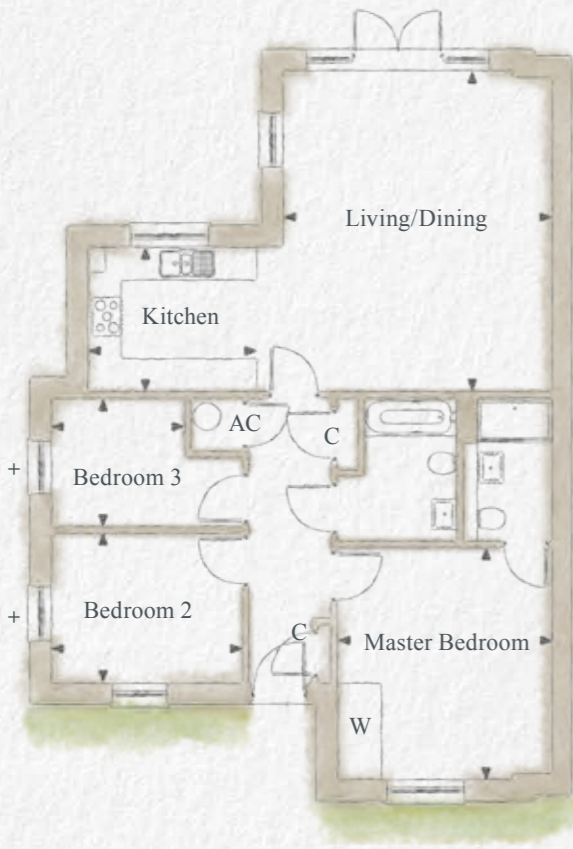 Living/Dining
Kitchen
AC
C
+
Bedroom 3
+
Bedroom 2
C
Master Bedroom
W